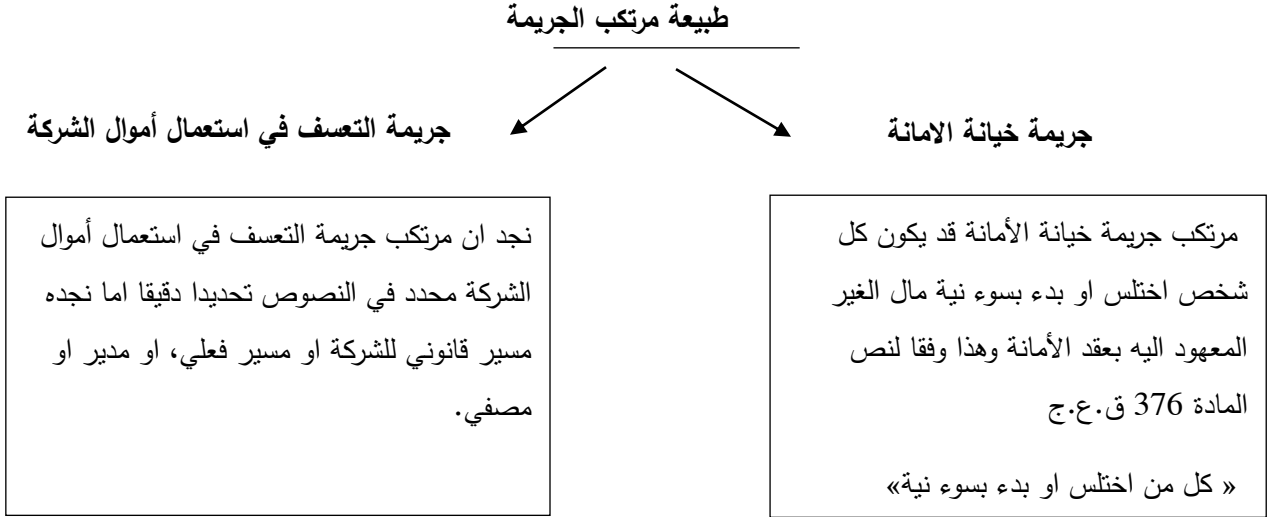 طبيعة مرتكب الجريمة
جريمة خيانة الامانة
جريمة التعسف في استعمال أموال الشركة
مرتكب جريمة خيانة الأمانة قد يكون كل
شخص اختلس او بدء بسوء نية مال الغير
المعهود اليه بعقد الأمانة وهذا وفقا لنص
المادة 376 ق.ع.ج
« كل من اختلس او بدء بسوء نية»
نجد ان مرتكب جريمة التعسف في استعمال أموال
الشركة محدد في النصوص تحديدا دقيقا اما نجده
مسير قانوني للشركة او مسير فعلي، او مدير او
مصفي.